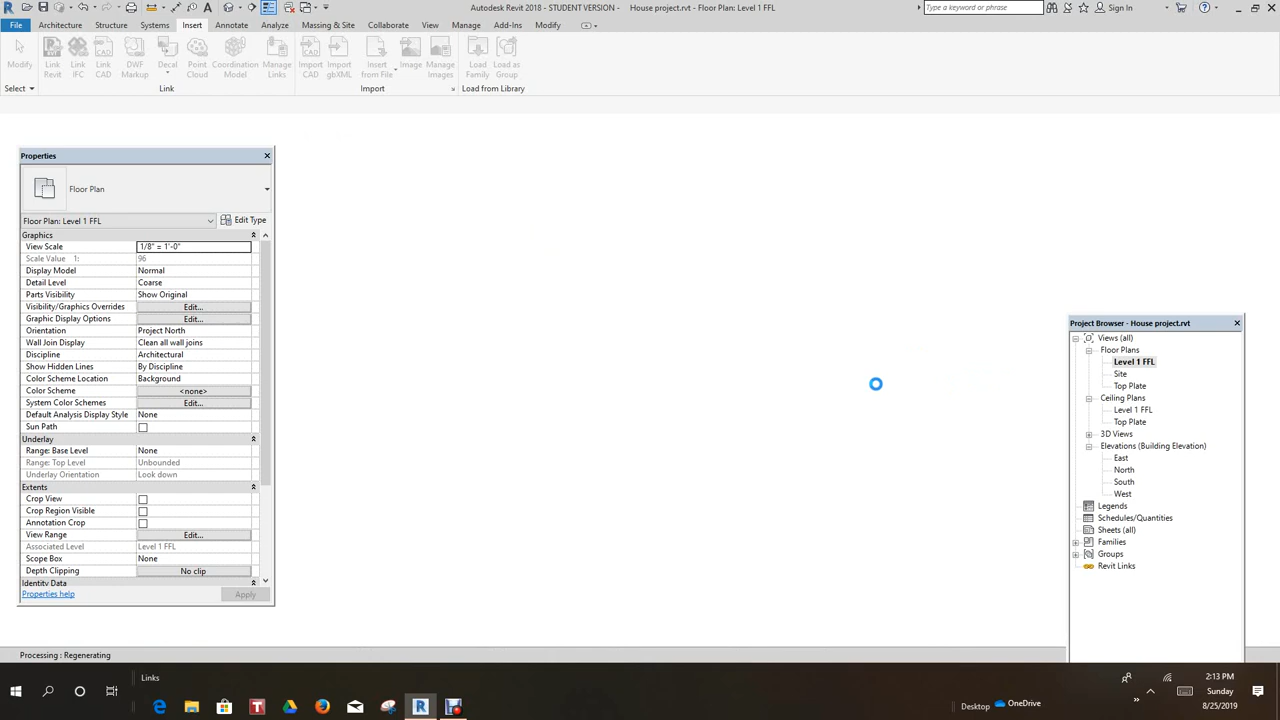 Autodesk Revit 2018 - STUDENT VERSION - House project.rvt - Floor Plan: Level 1 FFL
Type a keyword or phrase
Sign In
File Architecture Structure Systems Insert Annotate Analyze Massing & Site Collaborate View Manage Add-Ins Modify
Modify
Link Revit
Link IFC
Link CAD
DWF Markup
Decal
Point Cloud
Coordination Model
Manage Links
Import CAD
Import gbXML
Insert from File
Image
Manage Images
Load Family
Load as Group
Select Link Import Load from Library
Properties
Floor Plan
Floor Plan: Level 1 FFL Edit Type
Graphics
View Scale 1/8" = 1'-0"
Scale Value 1: 96
Display Model Normal
Detail Level Coarse
Parts Visibility Show Original
Visibility/Graphics Overrides Edit...
Graphic Display Options Edit...
Orientation Project North
Wall Join Display Clean all wall joins
Discipline Architectural
Show Hidden Lines By Discipline
Color Scheme Location Background
Color Scheme <none>
System Color Schemes Edit...
Default Analysis Display Style None
Sun Path
Underlay
Range: Base Level None
Range: Top Level Unbounded
Underlay Orientation Look down
Extents
Crop View
Crop Region Visible
Annotation Crop
View Range Edit...
Associated Level Level 1 FFL
Scope Box None
Depth Clipping No clip
Identity Data
Properties help Apply
Project Browser - House project.rvt
Views (all)
Floor Plans
Level 1 FFL
Site
Top Plate
Ceiling Plans
Level 1 FFL
Top Plate
3D Views
Elevations (Building Elevation)
East
North
South
West
Legends
Schedules/Quantities
Sheets (all)
Families
Groups
Revit Links
Processing : Regenerating
Links
Desktop
OneDrive
2:13 PM
Sunday
8/25/2019